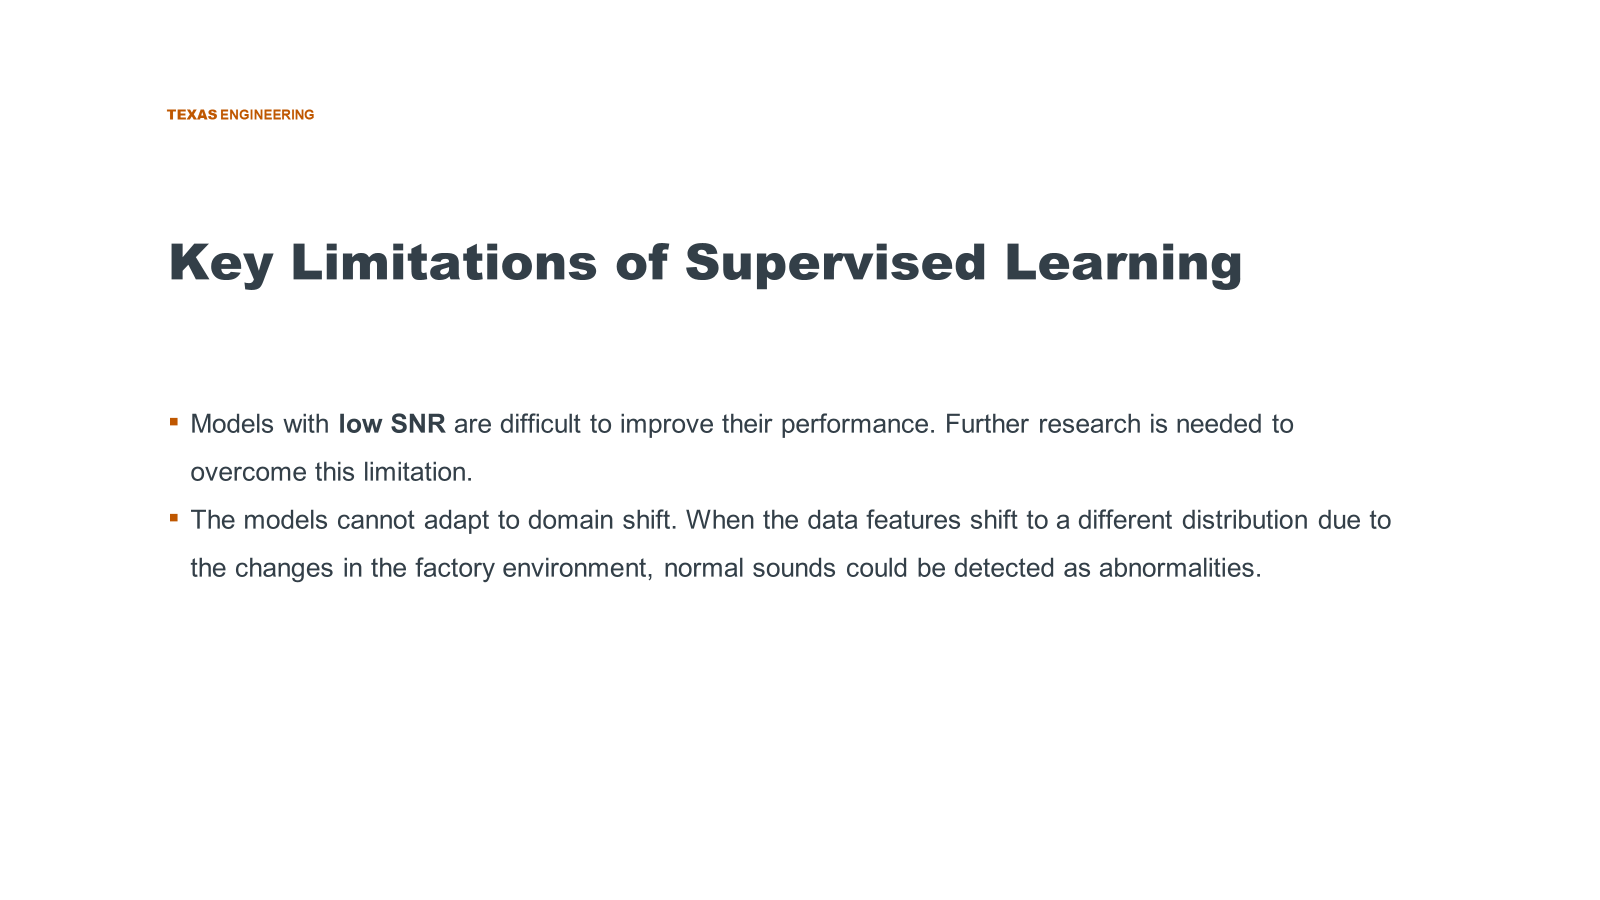 TEXAS ENGINEERING
Key Limitations of Supervised Learning
▪ Models with low SNR are difficult to improve their performance. Further research is needed to
overcome this limitation.
▪ The models cannot adapt to domain shift. When the data features shift to a different distribution due to
the changes in the factory environment, normal sounds could be detected as abnormalities.